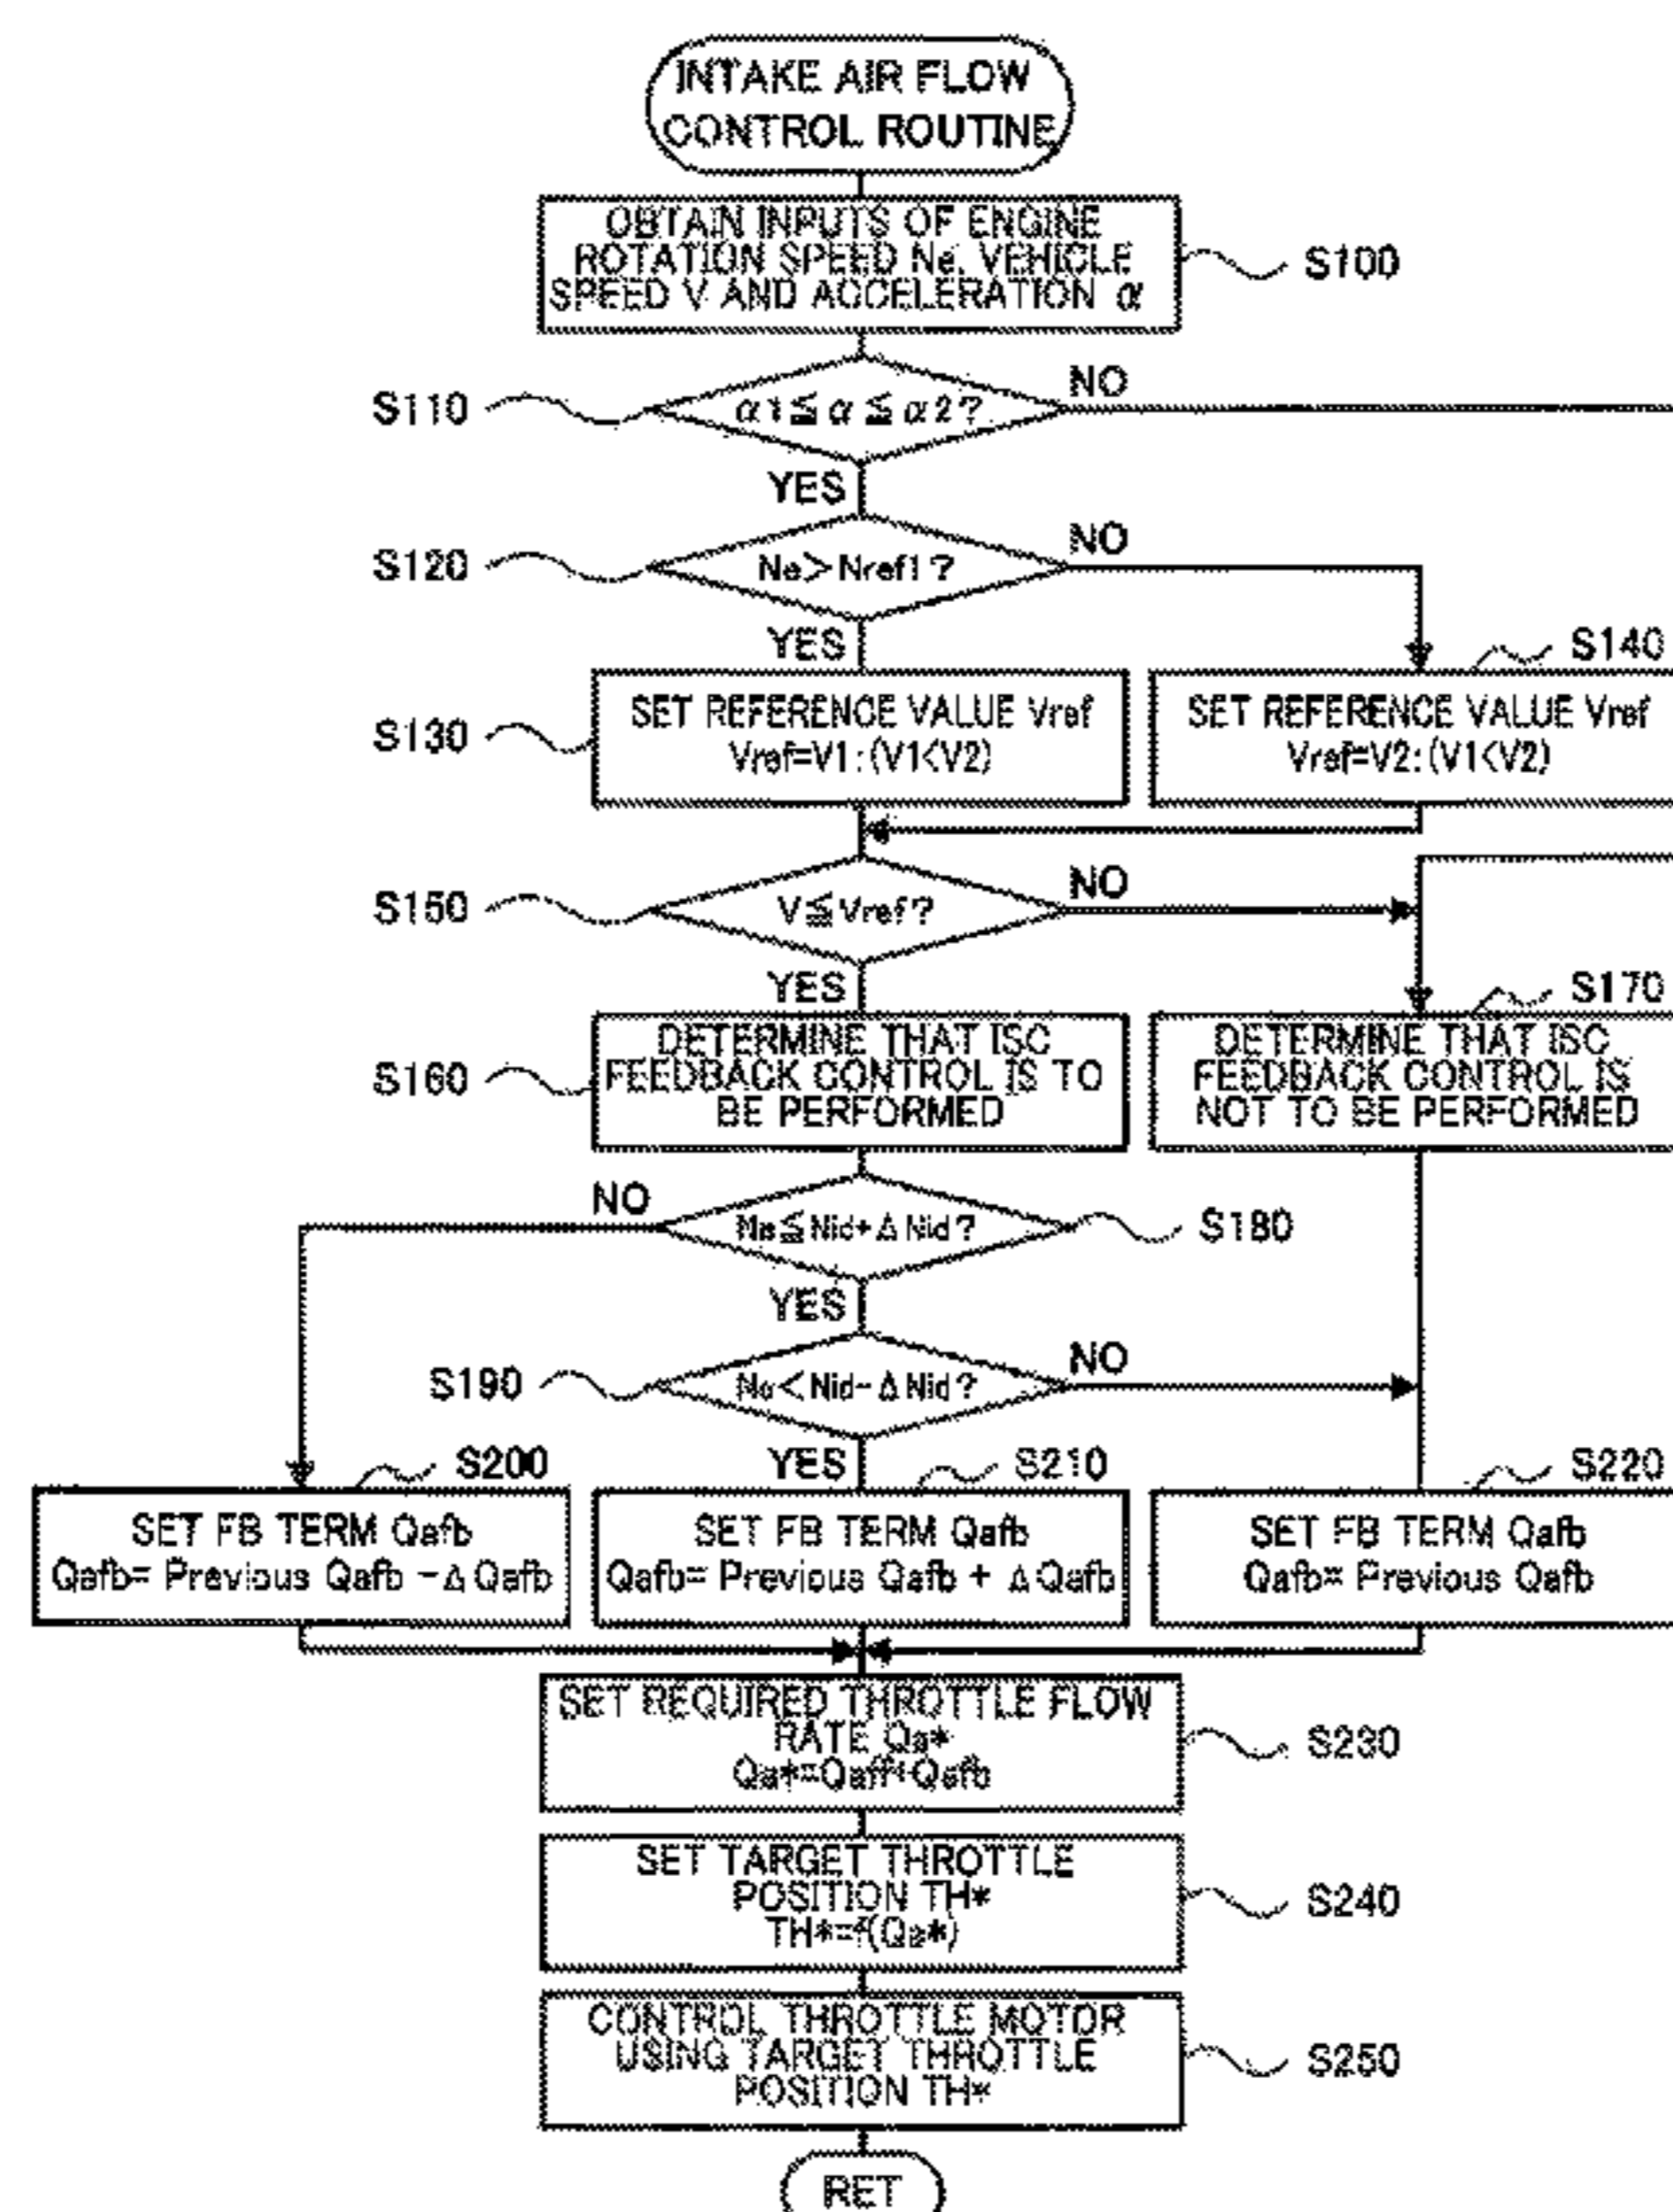 INTAKE AIR FLOW
CONTROL ROUTINE
OBTAIN INPUTS OF ENGINE
ROTATION SPEED Ne, VEHICLE
SPEED V AND ACCELERATION α
S100
S110
α1≦α≦α2?
NO
YES
S120
Ne>Nref1?
NO
YES
S130
SET REFERENCE VALUE Vref
Vref=V1:(V1<V2)
S140
SET REFERENCE VALUE Vref
Vref=V2:(V1<V2)
S150
V≦Vref?
NO
YES
S160
DETERMINE THAT ISC
FEEDBACK CONTROL IS TO
BE PERFORMED
S170
DETERMINE THAT ISC
FEEDBACK CONTROL IS
NOT TO BE PERFORMED
NO
Ne≦Nid+ΔNid?
S180
YES
S190
Ne<Nid-ΔNid?
NO
YES
S200
SET FB TERM Qafb
Qafb= Previous Qafb -ΔQafb
S210
SET FB TERM Qafb
Qafb= Previous Qafb + ΔQafb
S220
SET FB TERM Qafb
Qafb= Previous Qafb
SET REQUIRED THROTTLE FLOW
RATE Qa*
Qa*=Qaff+Qafb
S230
SET TARGET THROTTLE
POSITION TH*
TH*=f(Qa*)
S240
CONTROL THROTTLE MOTOR
USING TARGET THROTTLE
POSITION TH*
S250
RET